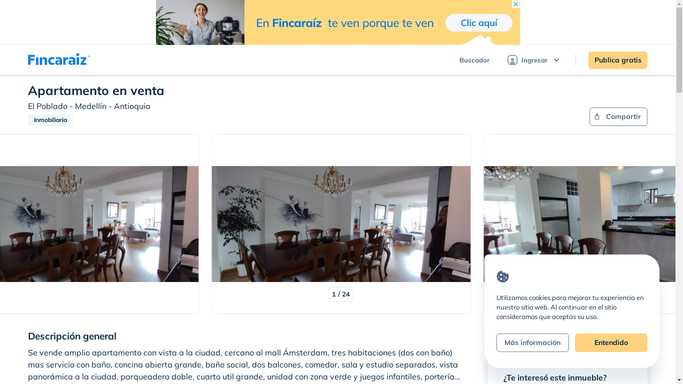 En Fincaraíz te ven porque te ven
Clic aquí
Fincaraiz
Buscador
Ingresar
Publica gratis
Apartamento en venta
El Poblado - Medellín - Antioquia
Inmobiliaria
Compartir
1 / 24
Utilizamos cookies para mejorar tu experiencia en
nuestro sitio web. Al continuar en el sitio
consideramos que aceptas su uso.
Más información
Entendido
Descripción general
Se vende amplio apartamento con vista a la ciudad, cercano al mall Ámsterdam, tres habitaciones (dos con baño)
mas servicio con baño, concina abierta grande, baño social, dos balcones, comedor, sala y estudio separados, vista
panorámica a la ciudad, parqueadero doble, cuarto util grande, unidad con zona verde y juegos infantiles, portería...
¿Te interesó este inmueble?